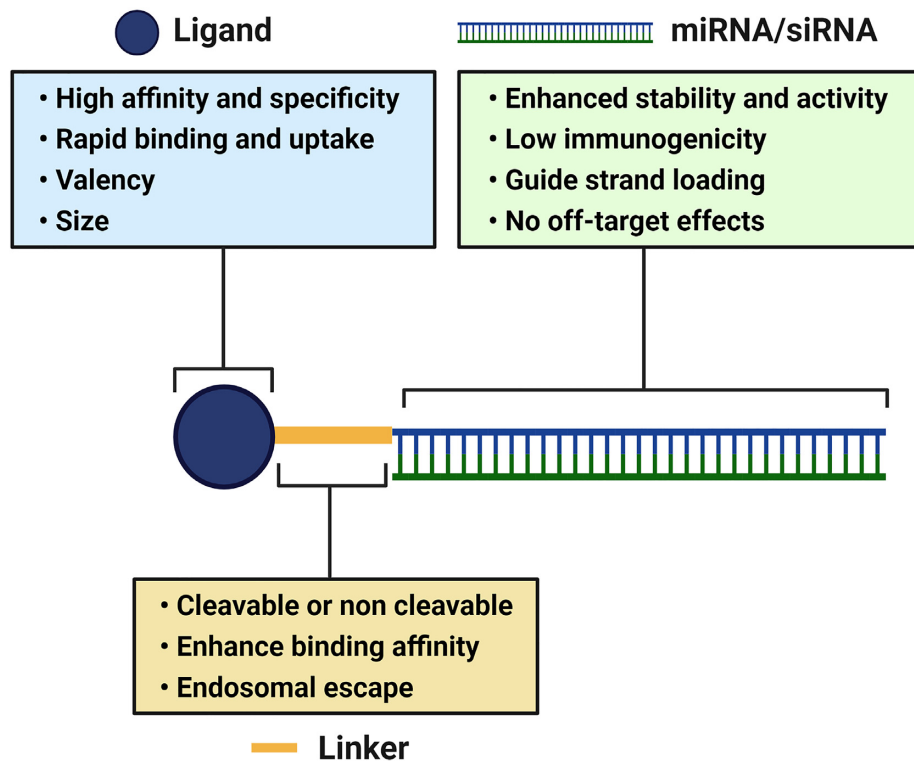 Ligand
• High affinity and specificity
• Rapid binding and uptake
• Valency
• Size
miRNA/siRNA
• Enhanced stability and activity
• Low immunogenicity
• Guide strand loading
• No off-target effects
• Cleavable or non cleavable
• Enhance binding affinity
• Endosomal escape
Linker